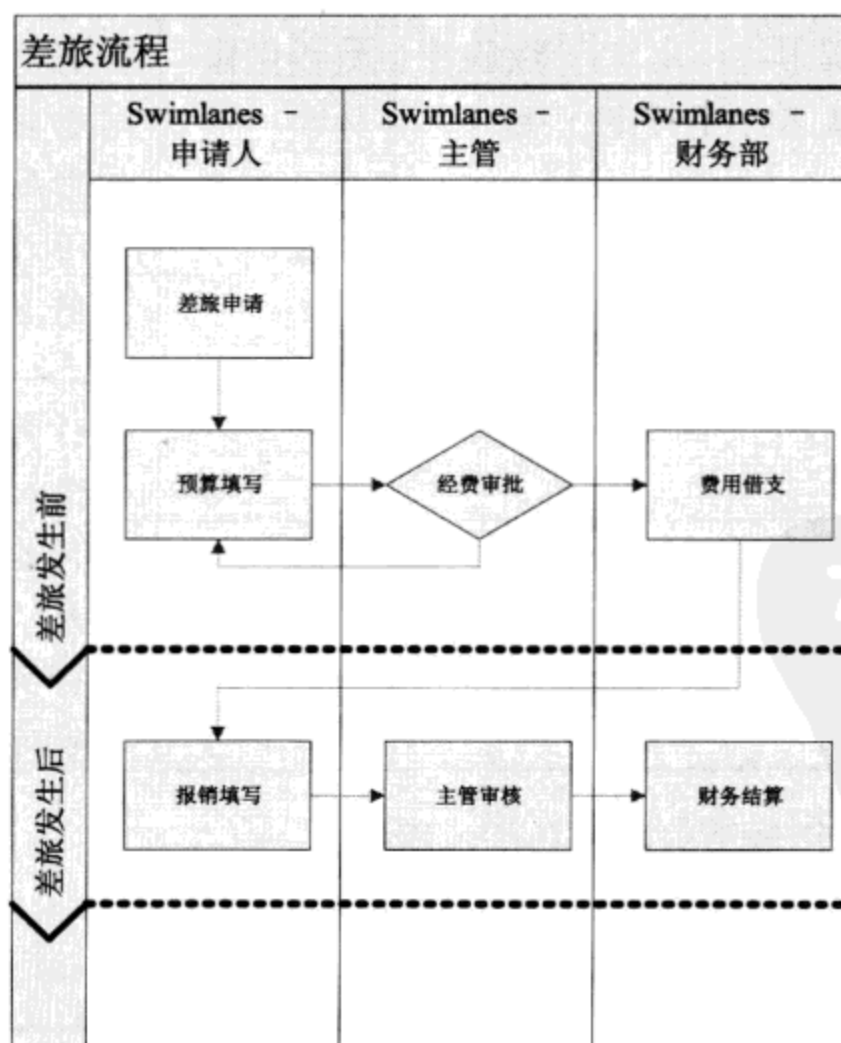 差旅流程
Swimlanes -
申请人
Swimlanes -
主管
Swimlanes -
财务部
差旅申请
预算填写
经费审批
费用借支
差旅发生前
报销填写
主管审核
财务结算
差旅发生后